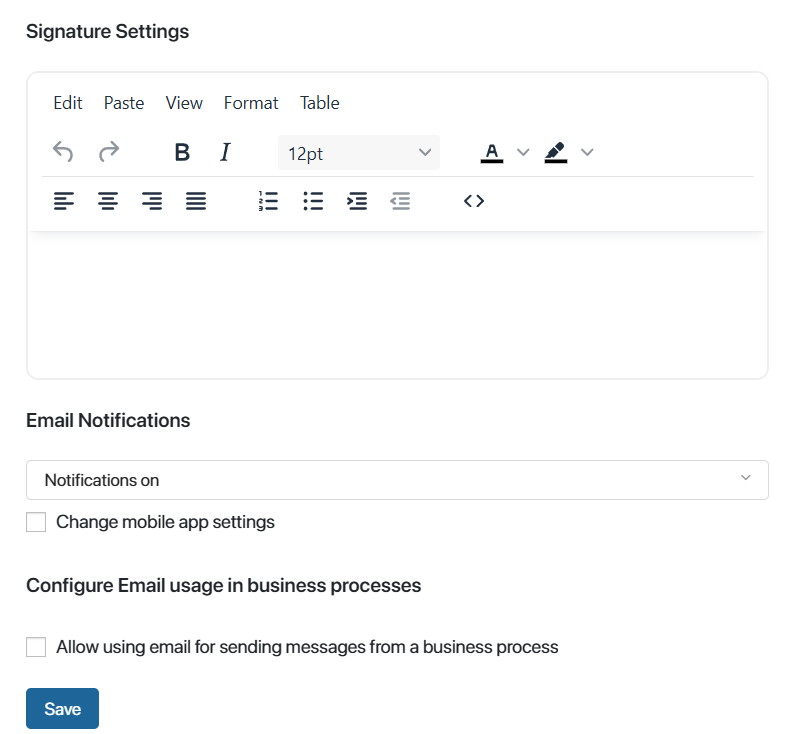 Signature Settings
Edit Paste View Format Table
B I 12pt A
Email Notifications
Notifications on
Change mobile app settings
Configure Email usage in business processes
Allow using email for sending messages from a business process
Save